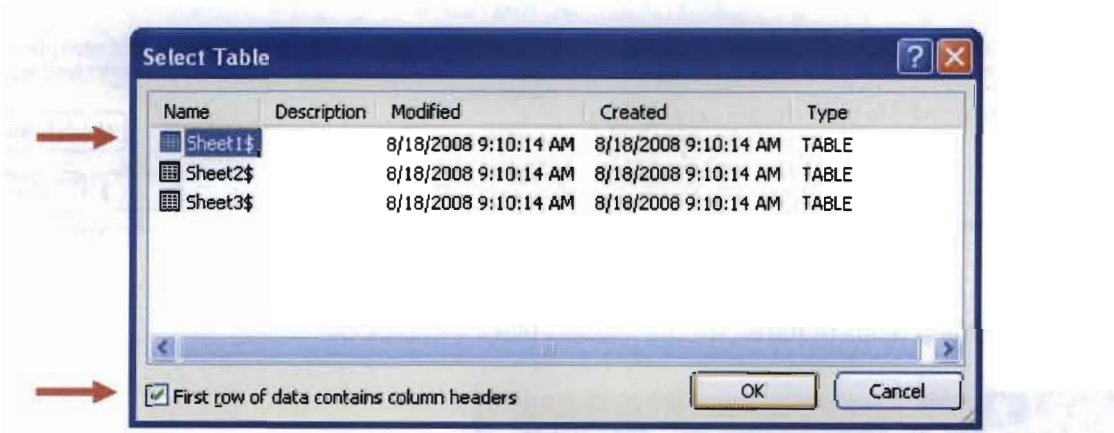 Select Table
Name Description Modified Created Type
Sheet1$ 8/18/2008 9:10:14 AM 8/18/2008 9:10:14 AM TABLE
Sheet2$ 8/18/2008 9:10:14 AM 8/18/2008 9:10:14 AM TABLE
Sheet3$ 8/18/2008 9:10:14 AM 8/18/2008 9:10:14 AM TABLE
First row of data contains column headers OK Cancel